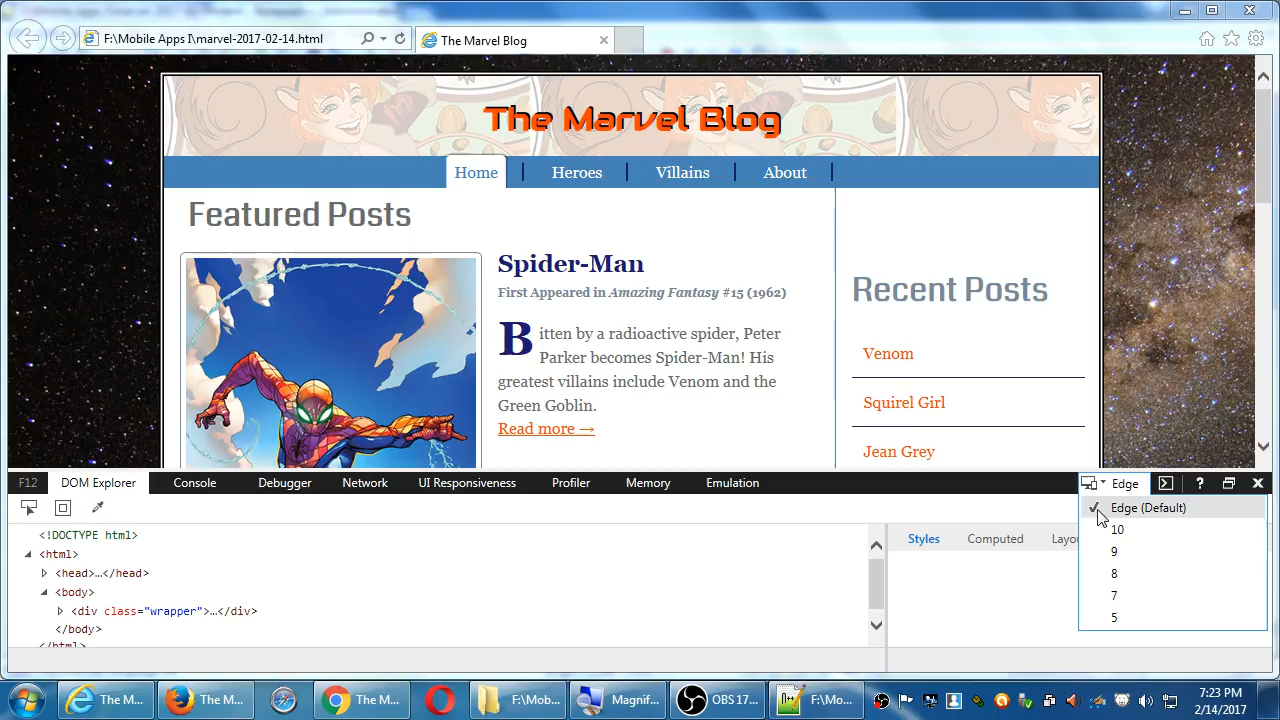 F:\Mobile Apps I\marvel-2017-02-14.html
The Marvel Blog
The Marvel Blog
Home
Heroes
Villains
About
Featured Posts
Spider-Man
First Appeared in Amazing Fantasy #15 (1962)
Bitten by a radioactive spider, Peter
Parker becomes Spider-Man! His
greatest villains include Venom and the
Green Goblin.
Read more →
Recent Posts
Venom
Squirel Girl
Jean Grey
F12
DOM Explorer
Console
Debugger
Network
UI Responsiveness
Profiler
Memory
Emulation
Edge
?
Edge (Default)
10
9
8
7
5
<!DOCTYPE html>
<html>
<head>…</head>
<body>
<div class="wrapper">…</div>
</body>
</html>
Styles
Computed
Layou
The M...
The M...
The M...
F:\Mob...
Magnif...
OBS 17...
F:\Mo...
7:23 PM
2/14/2017